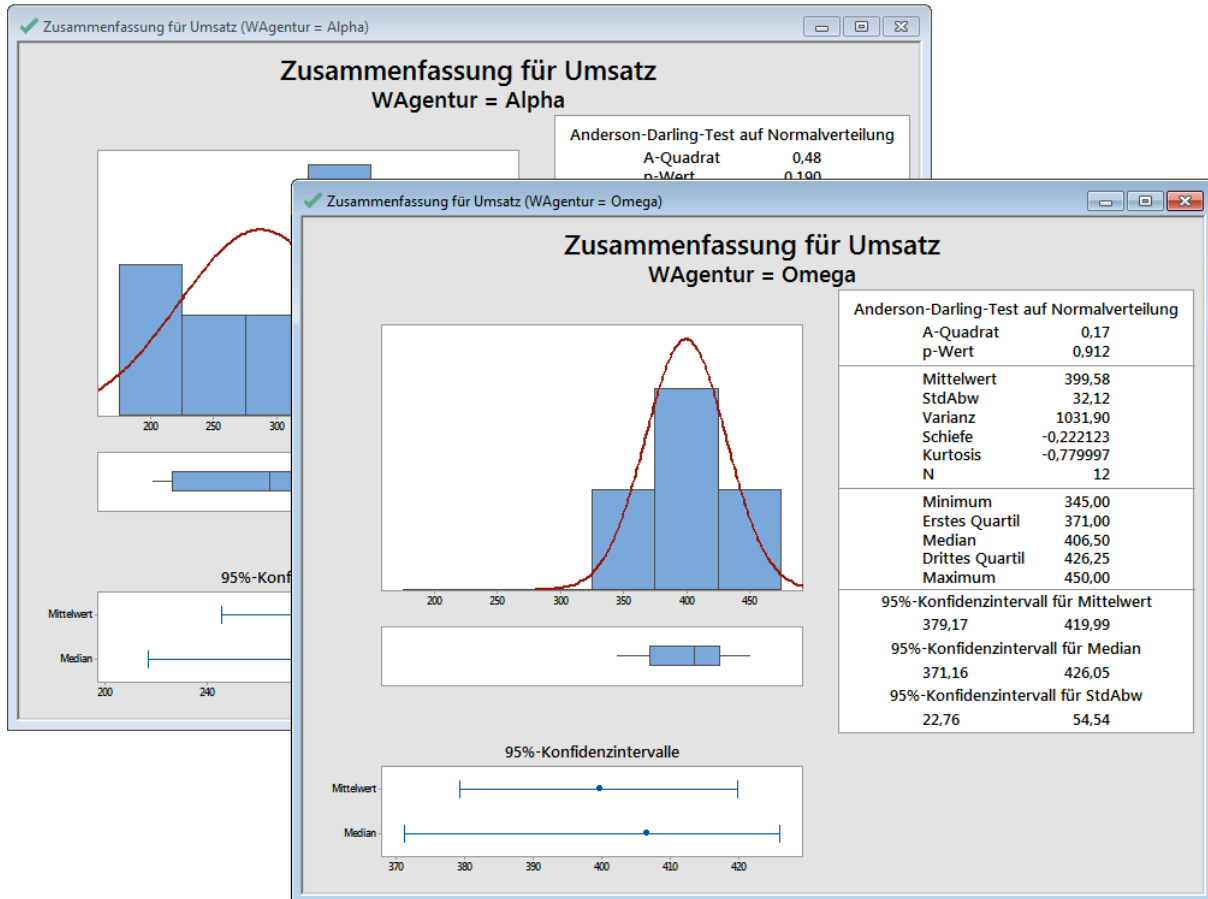 Zusammenfassung für Umsatz (WAgentur = Alpha)
Zusammenfassung für Umsatz
WAgentur = Alpha
Anderson-Darling-Test auf Normalverteilung
A-Quadrat 0,48
p-Wert 0,190
200 250 300
95%-Konf
Mittelwert
Median
200 240
Zusammenfassung für Umsatz (WAgentur = Omega)
Zusammenfassung für Umsatz
WAgentur = Omega
Anderson-Darling-Test auf Normalverteilung
A-Quadrat 0,17
p-Wert 0,912
Mittelwert 399,58
StdAbw 32,12
Varianz 1031,90
Schiefe -0,222123
Kurtosis -0,779997
N 12
Minimum 345,00
Erstes Quartil 371,00
Median 406,50
Drittes Quartil 426,25
Maximum 450,00
95%-Konfidenzintervall für Mittelwert
379,17 419,99
95%-Konfidenzintervall für Median
371,16 426,05
95%-Konfidenzintervall für StdAbw
22,76 54,54
200 250 300 350 400 450
95%-Konfidenzintervalle
Mittelwert
Median
370 380 390 400 410 420